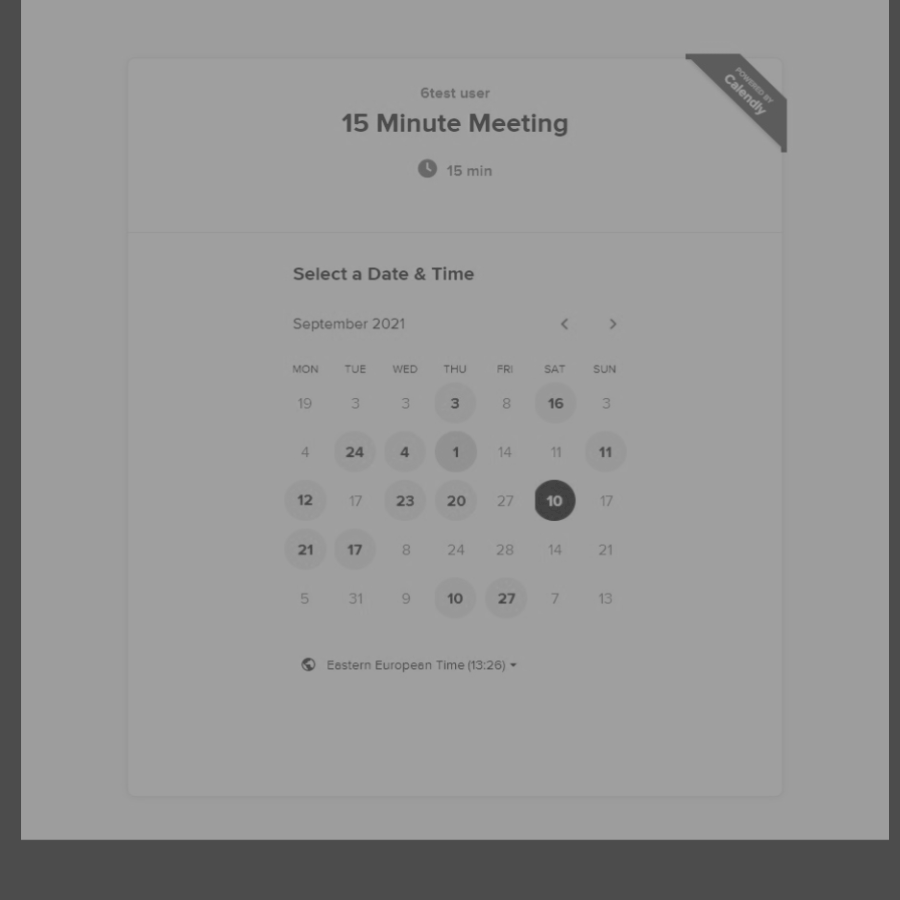 POWERED BY
Calendly
6test user
15 Minute Meeting
15 min
Select a Date & Time
September 2021
MON TUE WED THU FRI SAT SUN
19 3 3 3 8 16 3
4 24 4 1 14 11 11
12 17 23 20 27 10 17
21 17 8 24 28 14 21
5 31 9 10 27 7 13
Eastern European Time (13:26)